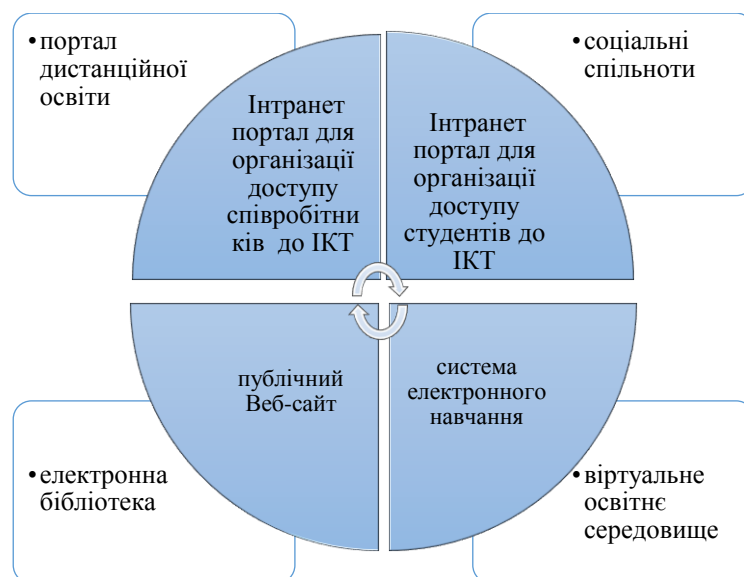 •портал
дистанційної
освіти
•соціальні
спільноти
Інтранет
портал для
організації
доступу
співробітни
ків до ІКТ
Інтранет
портал для
організації
доступу
студентів до
ІКТ
публічний
Веб-сайт
система
електронного
навчання
•електронна
бібліотека
•віртуальне
освітнє
середовище